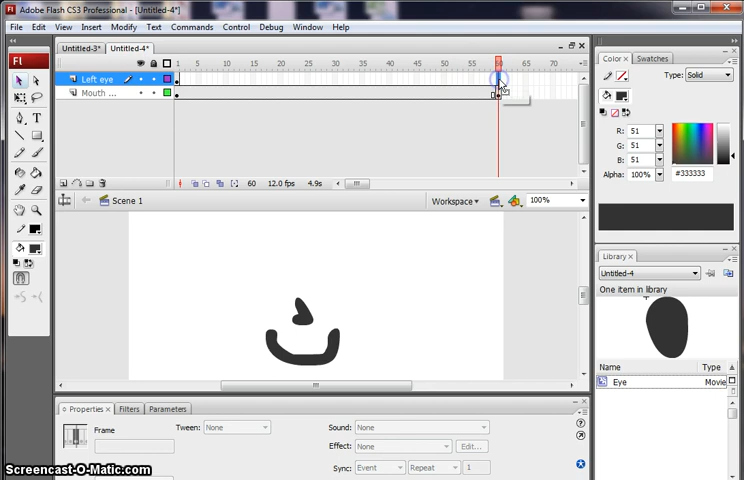 Adobe Flash CS3 Professional - [Untitled-4*]
File Edit View Insert Modify Text Commands Control Debug Window Help
Untitled-3* Untitled-4*
1 5 10 15 20 25 30 35 40 45 50 55 60 65 70
Left eye
Mouth ...
60 12.0 fps 4.9s
Scene 1 Workspace 100%
Properties Filters Parameters
Frame Tween: None Sound: None
Effect: None Edit...
Sync: Event Repeat 1
Fl
Color Swatches
Type: Solid
R: 51
G: 51
B: 51
Alpha: 100% #333333
Library
Untitled-4
One item in library
Name Type
Eye Movie
Screencast-O-Matic.com